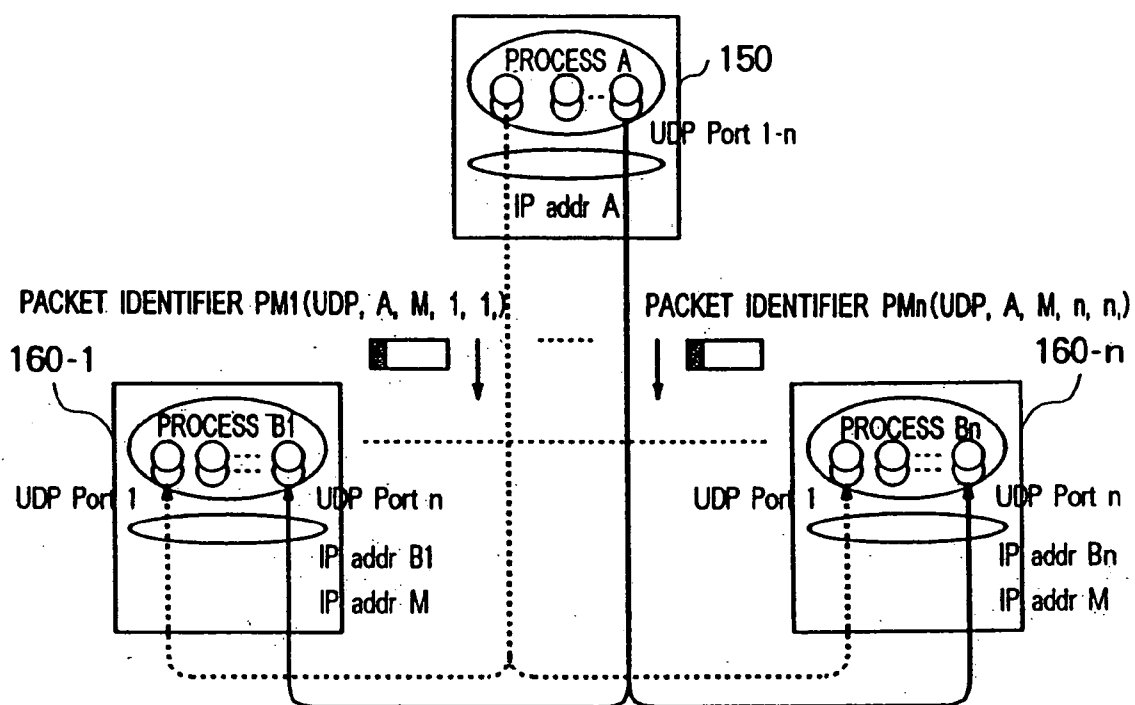 PROCESS A
150
UDP Port 1-n
IP addr A
PACKET IDENTIFIER PM1(UDP, A, M, 1, 1,)
PACKET IDENTIFIER PMn(UDP, A, M, n, n,)
160-1
160-n
PROCESS B1
PROCESS Bn
UDP Port 1
UDP Port n
UDP Port 1
UDP Port n
IP addr B1
IP addr Bn
IP addr M
IP addr M